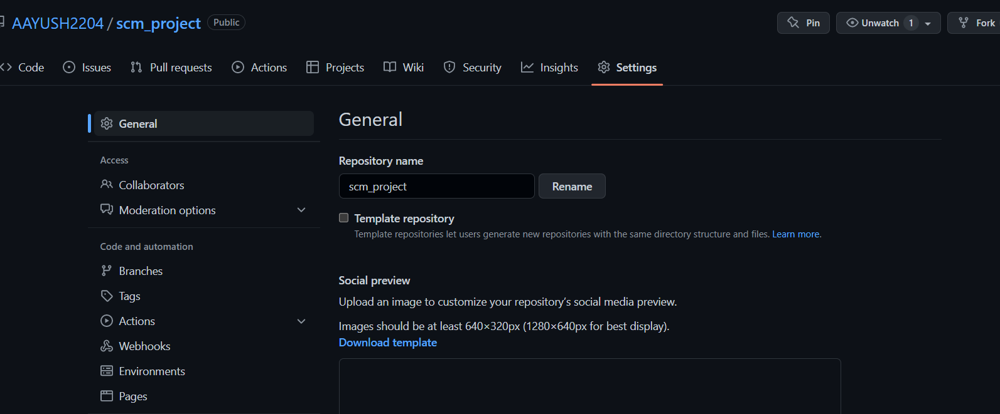 AAYUSH2204 / scm_project Public Pin Unwatch 1 Fork
Code Issues Pull requests Actions Projects Wiki Security Insights Settings
General
Access
Collaborators
Moderation options
Code and automation
Branches
Tags
Actions
Webhooks
Environments
Pages
General
Repository name
scm_project Rename
Template repository
Template repositories let users generate new repositories with the same directory structure and files. Learn more.
Social preview
Upload an image to customize your repository’s social media preview.
Images should be at least 640×320px (1280×640px for best display).
Download template